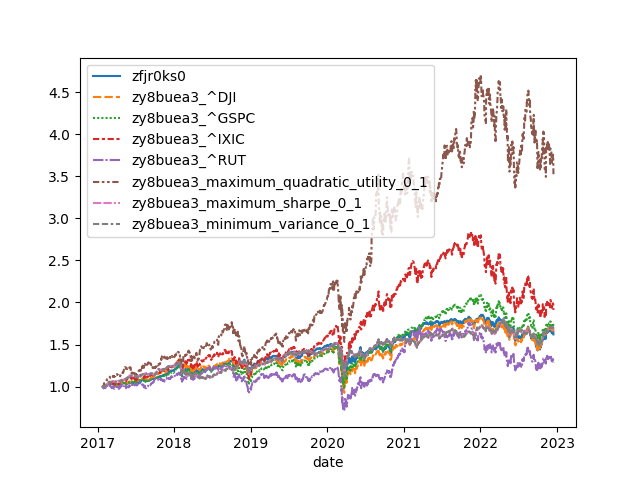 zfjr0ks0
zy8buea3_^DJI
zy8buea3_^GSPC
zy8buea3_^IXIC
zy8buea3_^RUT
zy8buea3_maximum_quadratic_utility_0_1
zy8buea3_maximum_sharpe_0_1
zy8buea3_minimum_variance_0_1
4.5
4.0
3.5
3.0
2.5
2.0
1.5
1.0
2017 2018 2019 2020 2021 2022 2023
date